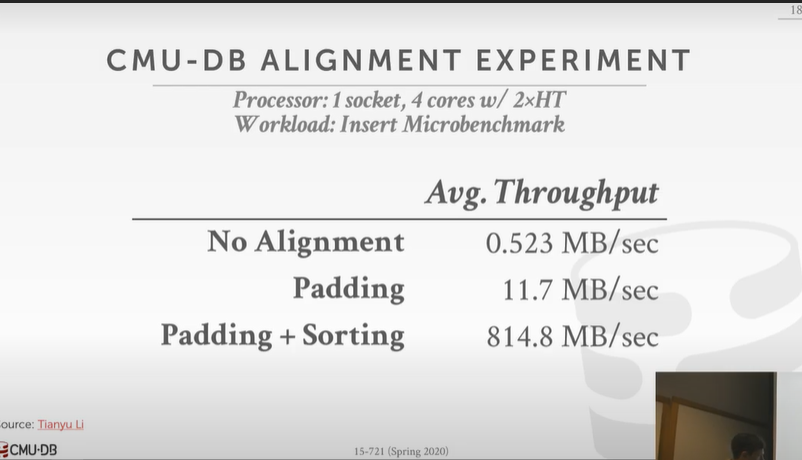 18
CMU-DB ALIGNMENT EXPERIMENT
Processor: 1 socket, 4 cores w/ 2×HT
Workload: Insert Microbenchmark
Avg. Throughput
No Alignment 0.523 MB/sec
Padding 11.7 MB/sec
Padding + Sorting 814.8 MB/sec
ource: Tianyu Li
CMU·DB
15-721 (Spring 2020)